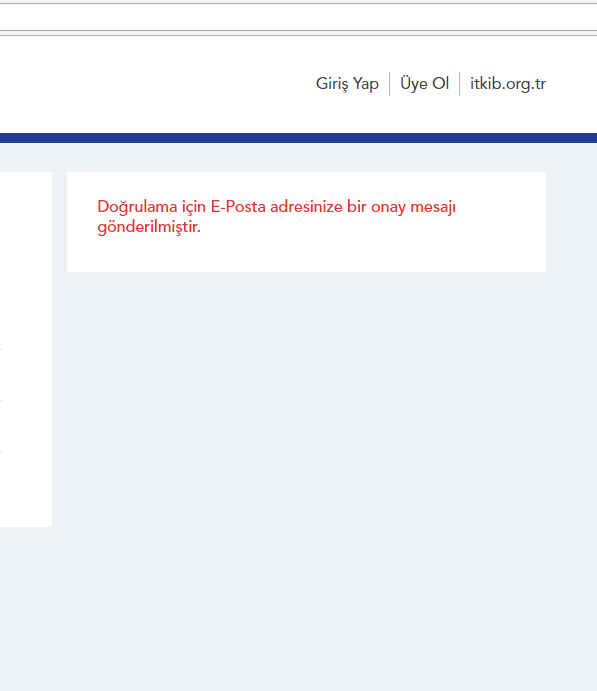 Giriş Yap Üye Ol itkib.org.tr
Doğrulama için E-Posta adresinize bir onay mesajı
gönderilmiştir.